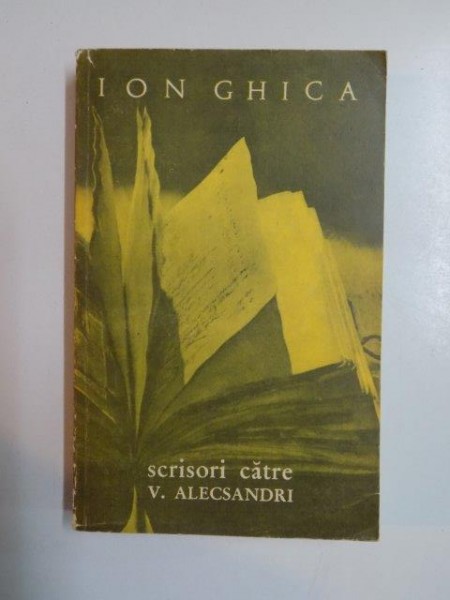 ION GHICA
scrisori către
V. ALECSANDRI